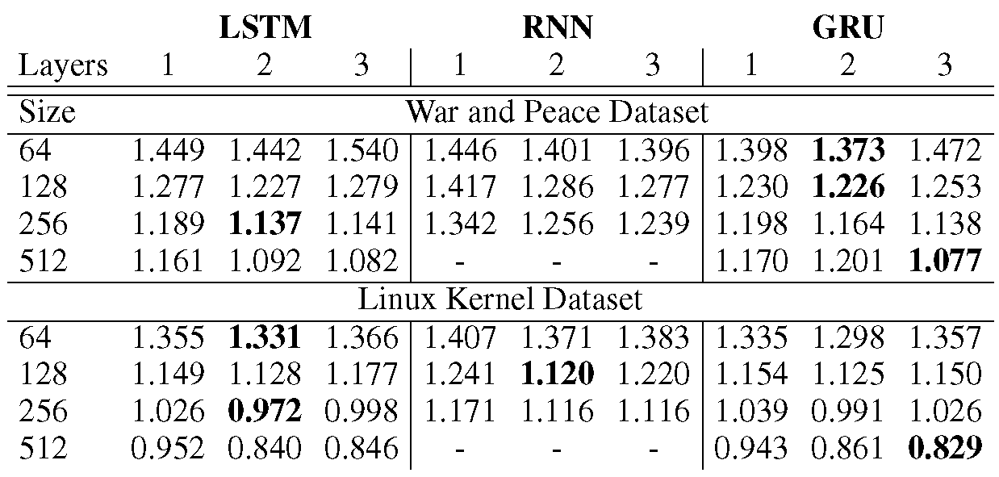 LSTM RNN GRU
Layers 1 2 3 1 2 3 1 2 3
Size War and Peace Dataset
64 1.449 1.442 1.540 1.446 1.401 1.396 1.398 1.373 1.472
128 1.277 1.227 1.279 1.417 1.286 1.277 1.230 1.226 1.253
256 1.189 1.137 1.141 1.342 1.256 1.239 1.198 1.164 1.138
512 1.161 1.092 1.082 - - - 1.170 1.201 1.077
Linux Kernel Dataset
64 1.355 1.331 1.366 1.407 1.371 1.383 1.335 1.298 1.357
128 1.149 1.128 1.177 1.241 1.120 1.220 1.154 1.125 1.150
256 1.026 0.972 0.998 1.171 1.116 1.116 1.039 0.991 1.026
512 0.952 0.840 0.846 - - - 0.943 0.861 0.829